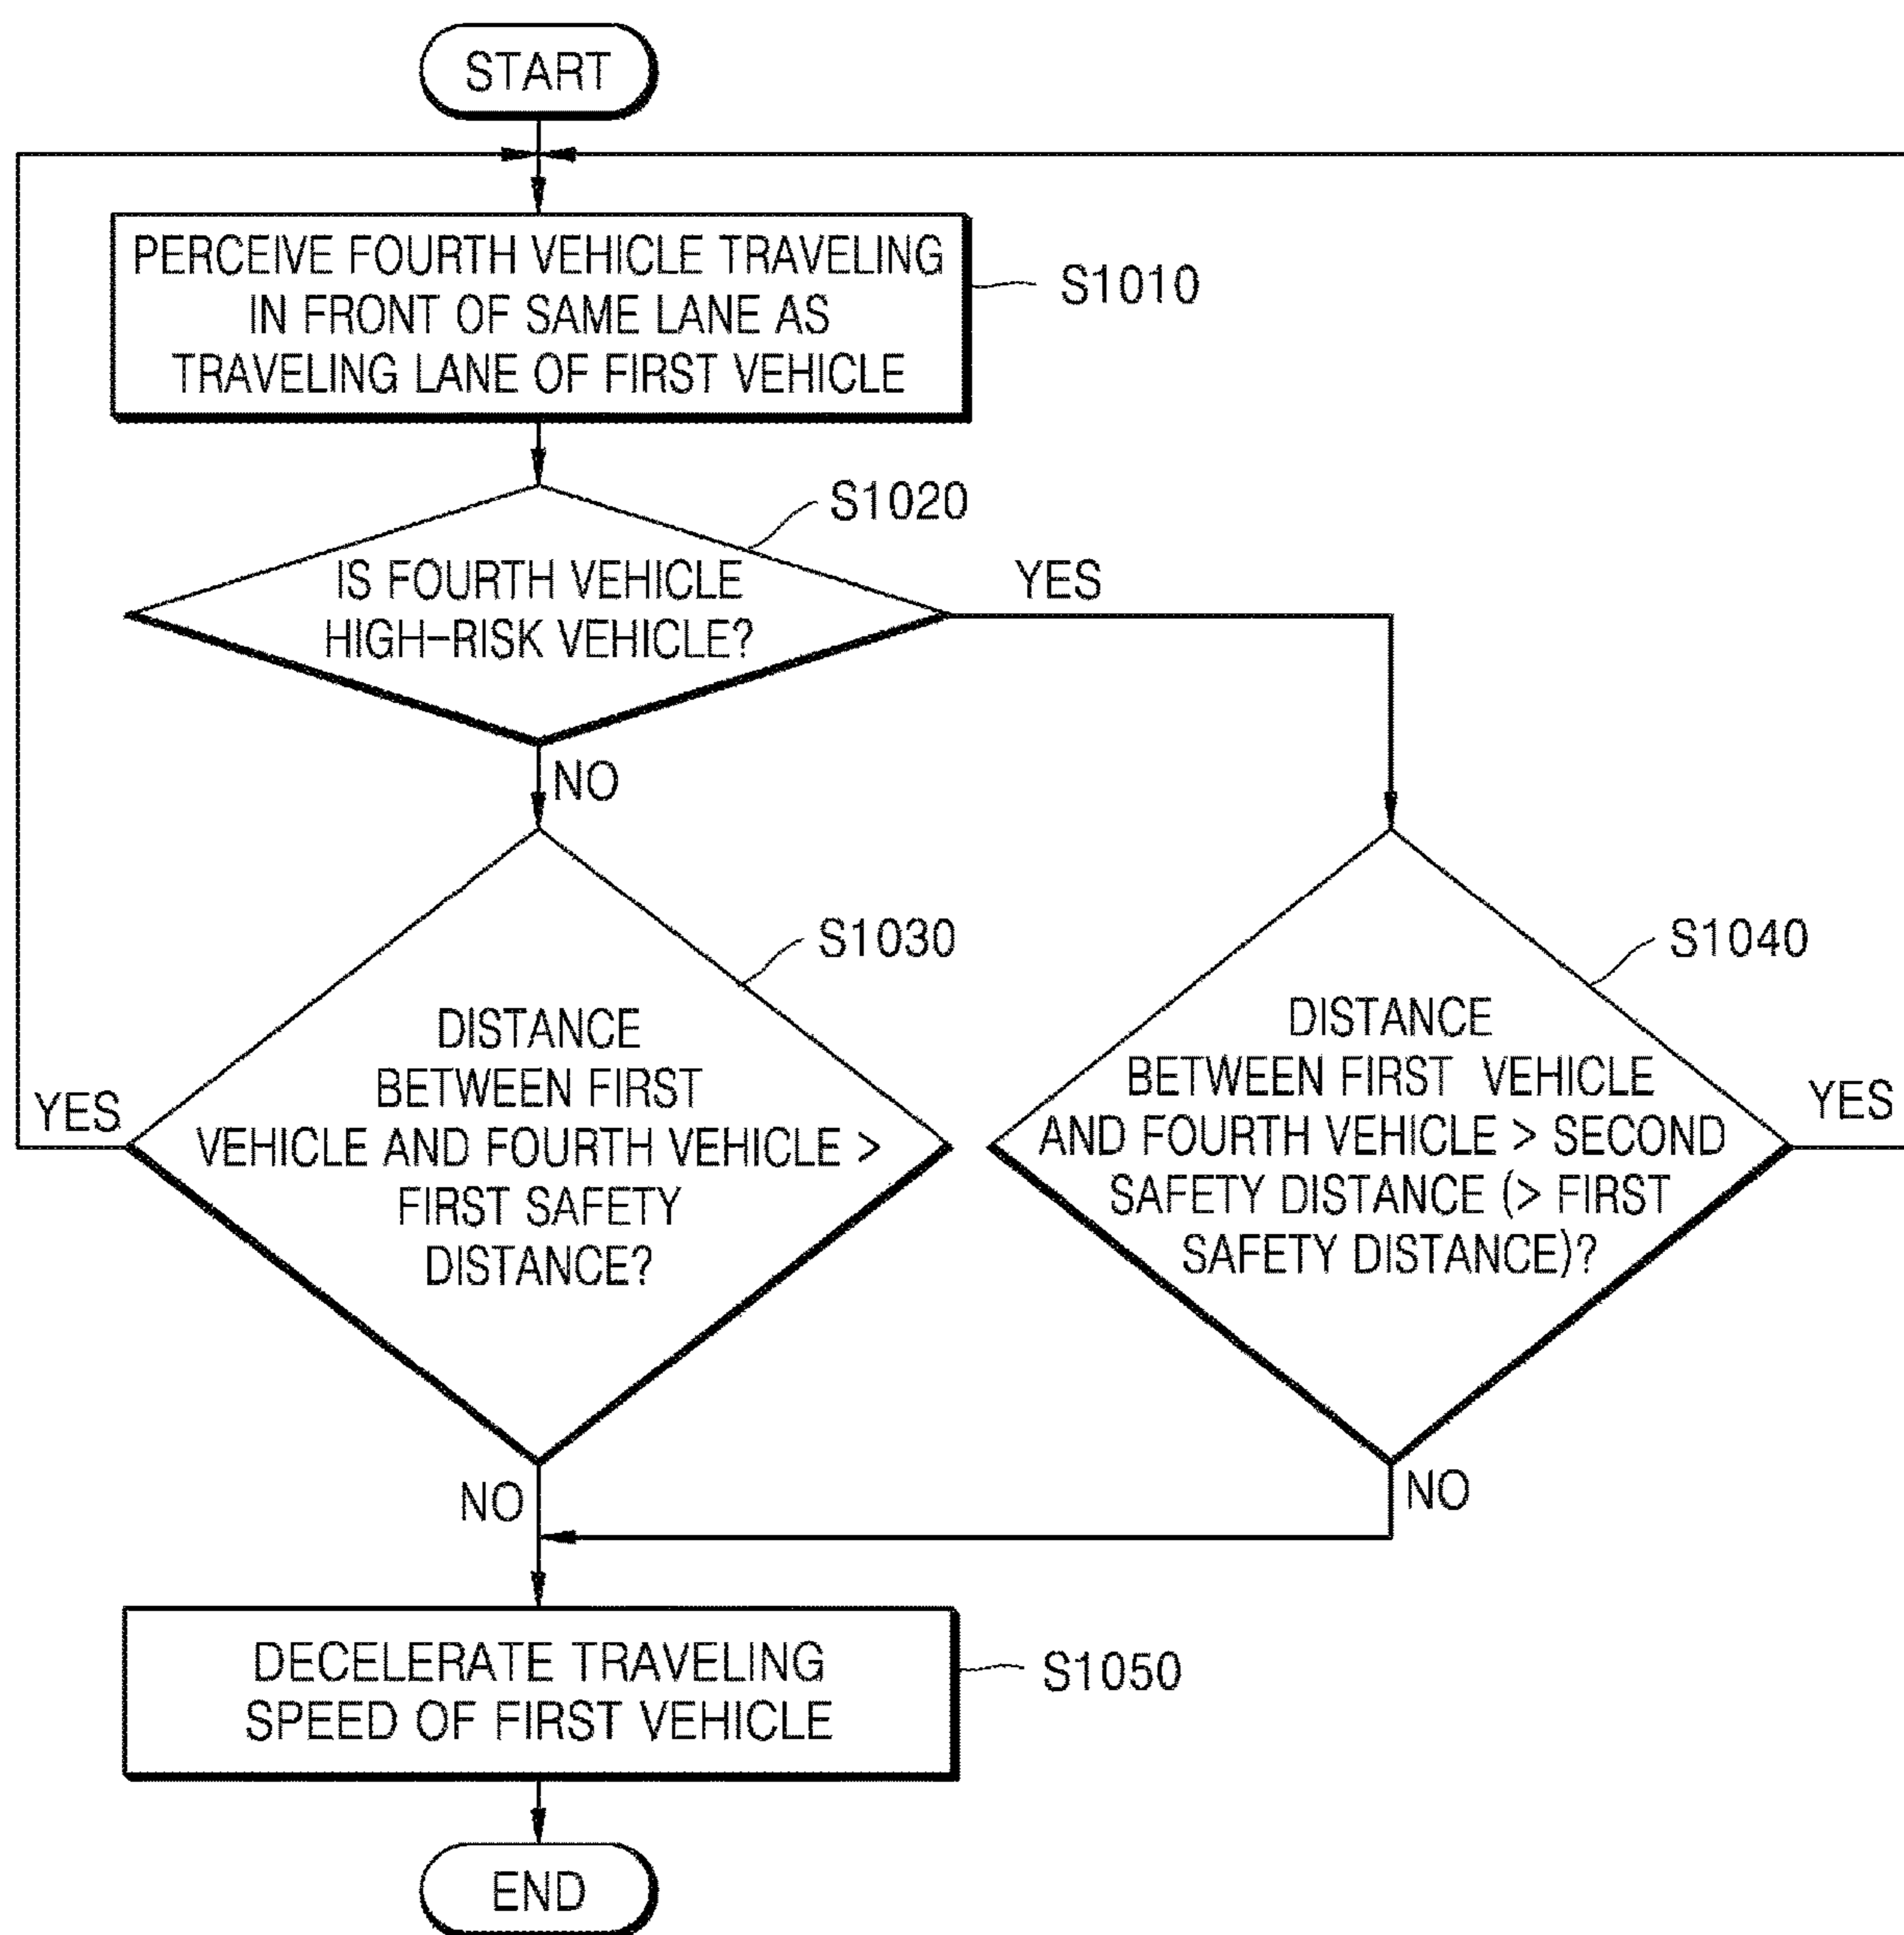 START
PERCEIVE FOURTH VEHICLE TRAVELING
IN FRONT OF SAME LANE AS
TRAVELING LANE OF FIRST VEHICLE
S1010
S1020
IS FOURTH VEHICLE
HIGH-RISK VEHICLE?
YES
NO
S1030
DISTANCE
BETWEEN FIRST
VEHICLE AND FOURTH VEHICLE >
FIRST SAFETY
DISTANCE?
YES
NO
S1040
DISTANCE
BETWEEN FIRST VEHICLE
AND FOURTH VEHICLE > SECOND
SAFETY DISTANCE (> FIRST
SAFETY DISTANCE)?
YES
NO
DECELERATE TRAVELING
SPEED OF FIRST VEHICLE
S1050
END